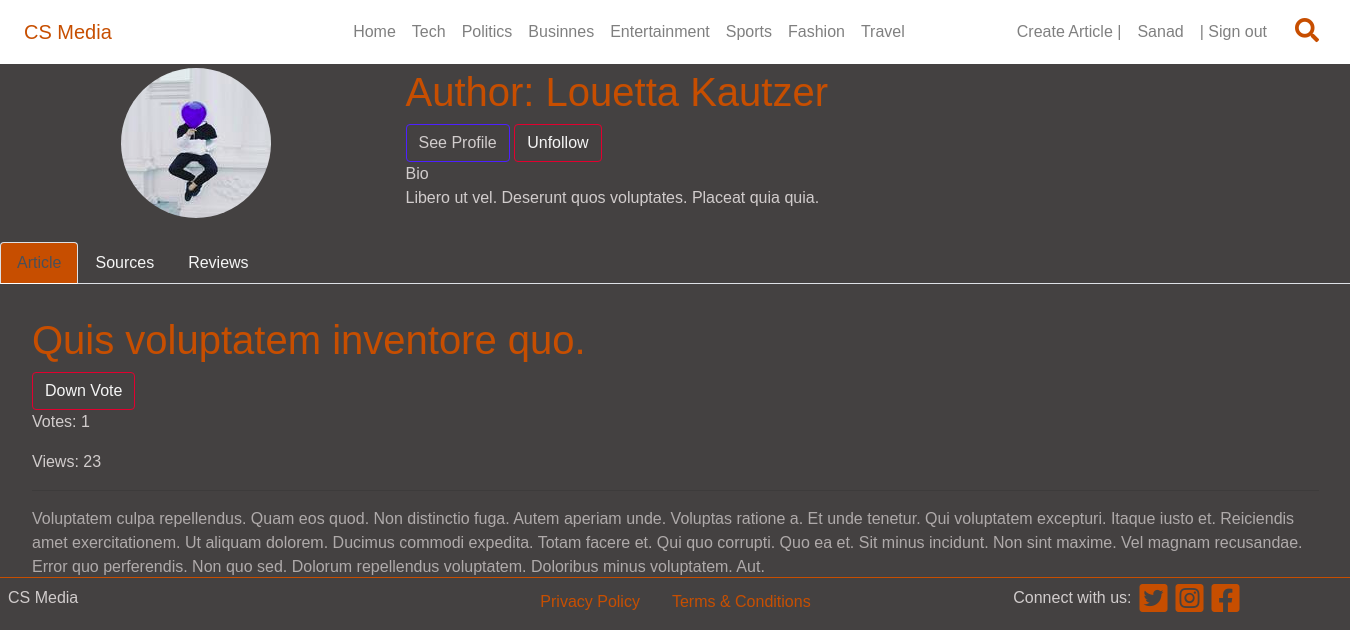 CS Media Home Tech Politics Businnes Entertainment Sports Fashion Travel Create Article | Sanad | Sign out
Author: Louetta Kautzer
See Profile Unfollow
Bio
Libero ut vel. Deserunt quos voluptates. Placeat quia quia.
Article Sources Reviews
Quis voluptatem inventore quo.
Down Vote
Votes: 1
Views: 23
Voluptatem culpa repellendus. Quam eos quod. Non distinctio fuga. Autem aperiam unde. Voluptas ratione a. Et unde tenetur. Qui voluptatem excepturi. Itaque iusto et. Reiciendis
amet exercitationem. Ut aliquam dolorem. Ducimus commodi expedita. Totam facere et. Qui quo corrupti. Quo ea et. Sit minus incidunt. Non sint maxime. Vel magnam recusandae.
Error quo perferendis. Non quo sed. Dolorum repellendus voluptatem. Doloribus minus voluptatem. Aut.
CS Media Privacy Policy Terms & Conditions Connect with us: